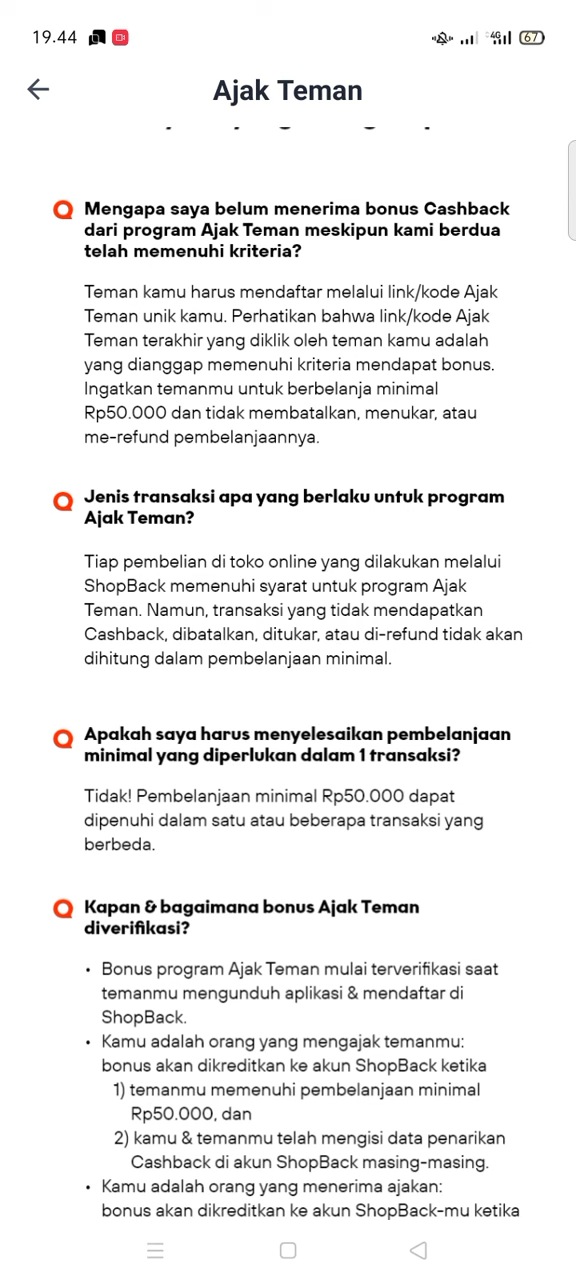 19.44
4G
67
Ajak Teman
Mengapa saya belum menerima bonus Cashback
dari program Ajak Teman meskipun kami berdua
telah memenuhi kriteria?
Teman kamu harus mendaftar melalui link/kode Ajak
Teman unik kamu. Perhatikan bahwa link/kode Ajak
Teman terakhir yang diklik oleh teman kamu adalah
yang dianggap memenuhi kriteria mendapat bonus.
Ingatkan temanmu untuk berbelanja minimal
Rp50.000 dan tidak membatalkan, menukar, atau
me-refund pembelanjaannya.
Jenis transaksi apa yang berlaku untuk program
Ajak Teman?
Tiap pembelian di toko online yang dilakukan melalui
ShopBack memenuhi syarat untuk program Ajak
Teman. Namun, transaksi yang tidak mendapatkan
Cashback, dibatalkan, ditukar, atau di-refund tidak akan
dihitung dalam pembelanjaan minimal.
Apakah saya harus menyelesaikan pembelanjaan
minimal yang diperlukan dalam 1 transaksi?
Tidak! Pembelanjaan minimal Rp50.000 dapat
dipenuhi dalam satu atau beberapa transaksi yang
berbeda.
Kapan & bagaimana bonus Ajak Teman
diverifikasi?
• Bonus program Ajak Teman mulai terverifikasi saat
temanmu mengunduh aplikasi & mendaftar di
ShopBack.
• Kamu adalah orang yang mengajak temanmu:
bonus akan dikreditkan ke akun ShopBack ketika
1) temanmu memenuhi pembelanjaan minimal
Rp50.000, dan
2) kamu & temanmu telah mengisi data penarikan
Cashback di akun ShopBack masing-masing.
• Kamu adalah orang yang menerima ajakan:
bonus akan dikreditkan ke akun ShopBack-mu ketika